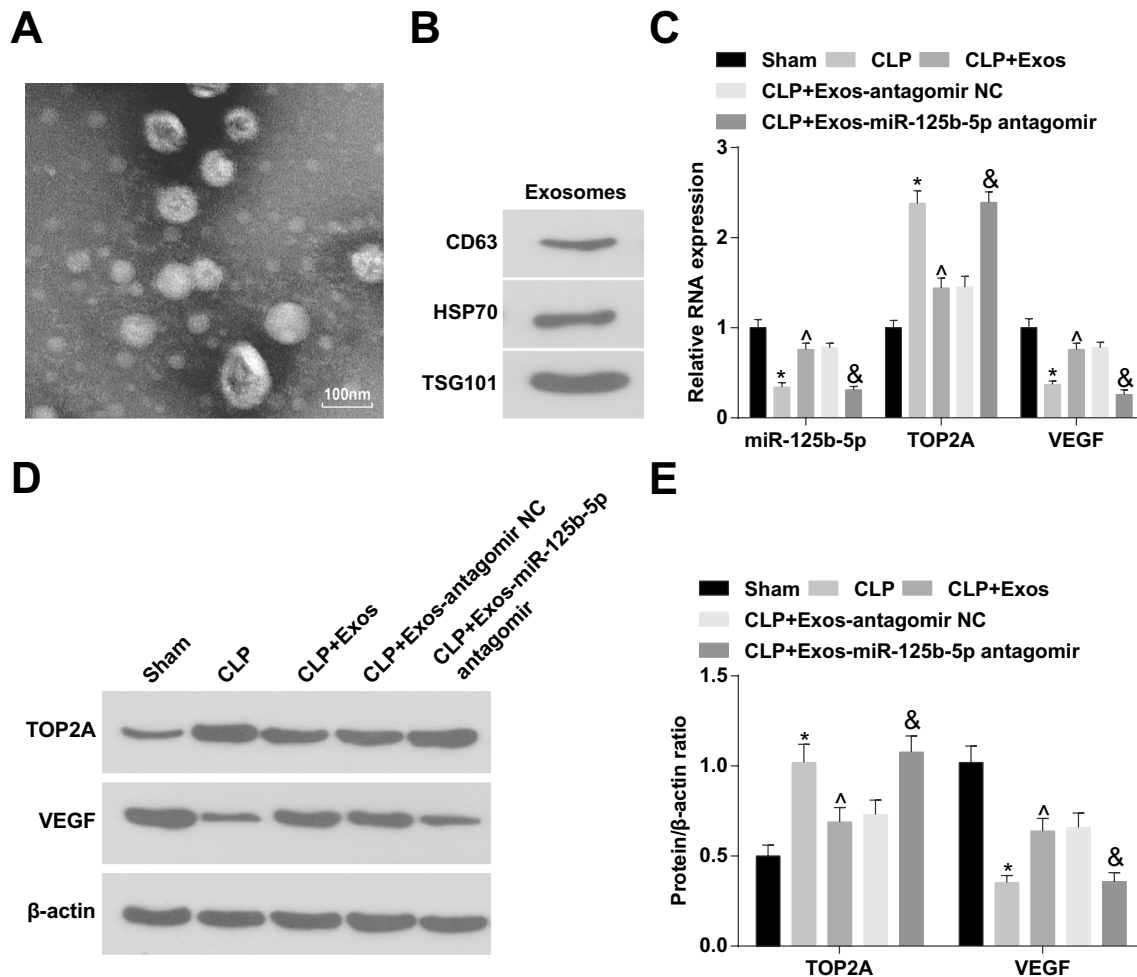 A
100nm
B
Exosomes
CD63
HSP70
TSG101
C
Sham CLP CLP+Exos
CLP+Exos-antagomir NC
CLP+Exos-miR-125b-5p antagomir
Relative RNA expression
3
2
1
0
* ^ &
* ^ &
* ^ &
miR-125b-5p TOP2A VEGF
D
Sham
CLP
CLP+Exos
CLP+Exos-antagomir NC
CLP+Exos-miR-125b-5p
antagomir
TOP2A
VEGF
β-actin
E
Sham CLP CLP+Exos
CLP+Exos-antagomir NC
CLP+Exos-miR-125b-5p antagomir
Protein/β-actin ratio
1.5
1.0
0.5
0.0
* ^ &
* ^ &
TOP2A VEGF